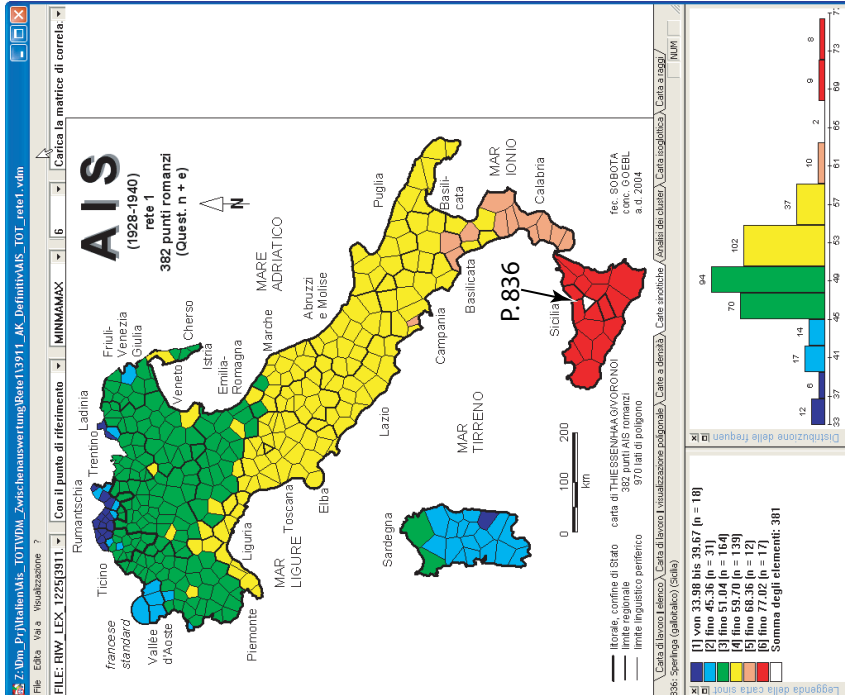 Z:\Dm_Prj\Italien\Ais_TOT\VDM_Zwischenauswertung\Rete1\3911_AK_Definitiv\AIS_TOT_rete1.vdm
File Edita Vai a Visualizzazione ?
FILE: RIW_LEX_1225[3911.
Con il punto di riferimento
MINMWMAX
6
Carica la matrice di correla.
AIS
(1928-1940)
rete 1
382 punti romanzi
(Quest. n + e)
N
francese
standard
Vallée
d'Aoste
Ticino
Rumantschia
Trentino
Ladinia
Friuli-
Venezia
Giulia
Cherso
Istria
Veneto
Emilia-
Romagna
Marche
MARE
ADRIATICO
Abruzzi
e Molise
Puglia
Piemonte
Liguria
MAR
LIGURE
Toscana
Elba
Lazio
Campania
Basilicata
Basili-
cata
MAR
IONIO
Calabria
P.836
Sicilia
MAR
TIRRENO
Sardegna
0 100 200
km
litorale, confine di Stato
limite regionale
limite linguistico periferico
carta di THIESSEN/HAAG/VORONOI
382 punti AIS romanzi
970 lati di poligono
fec. SOBOTA
conc. GOEBL
a.d. 2004
Carta di lavoro | elenco
Carta di lavoro | visualizzazione poligonale
Carte a densità
Carte sinottiche
Analisi dei cluster
Carta isoglottica
Carta a raggi
836: Sperlinga (galloitalico) (Sicilia)
NUM
Legende della carta sinot
[1] von 33.98 bis 39.67 [n = 18]
[2] fino 45.36 [n = 31]
[3] fino 51.04 [n = 164]
[4] fino 59.70 [n = 139]
[5] fino 68.36 [n = 12]
[6] fino 77.02 [n = 17]
Somma degli elementi: 381
Distribuzione delle frequen
12 6 17 14 70 94 102 37 10 2 9 8
33 37 41 45 49 53 57 61 65 69 73 77